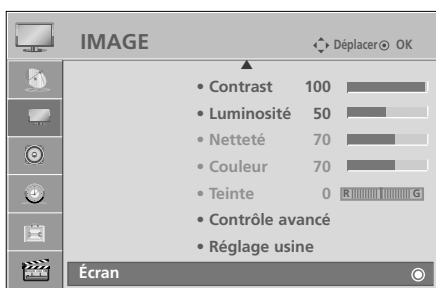 IMAGE
Déplacer OK
• Contrast 100
• Luminosité 50
• Netteté 70
• Couleur 70
• Teinte 0 R G
• Contrôle avancé
• Réglage usine
Écran